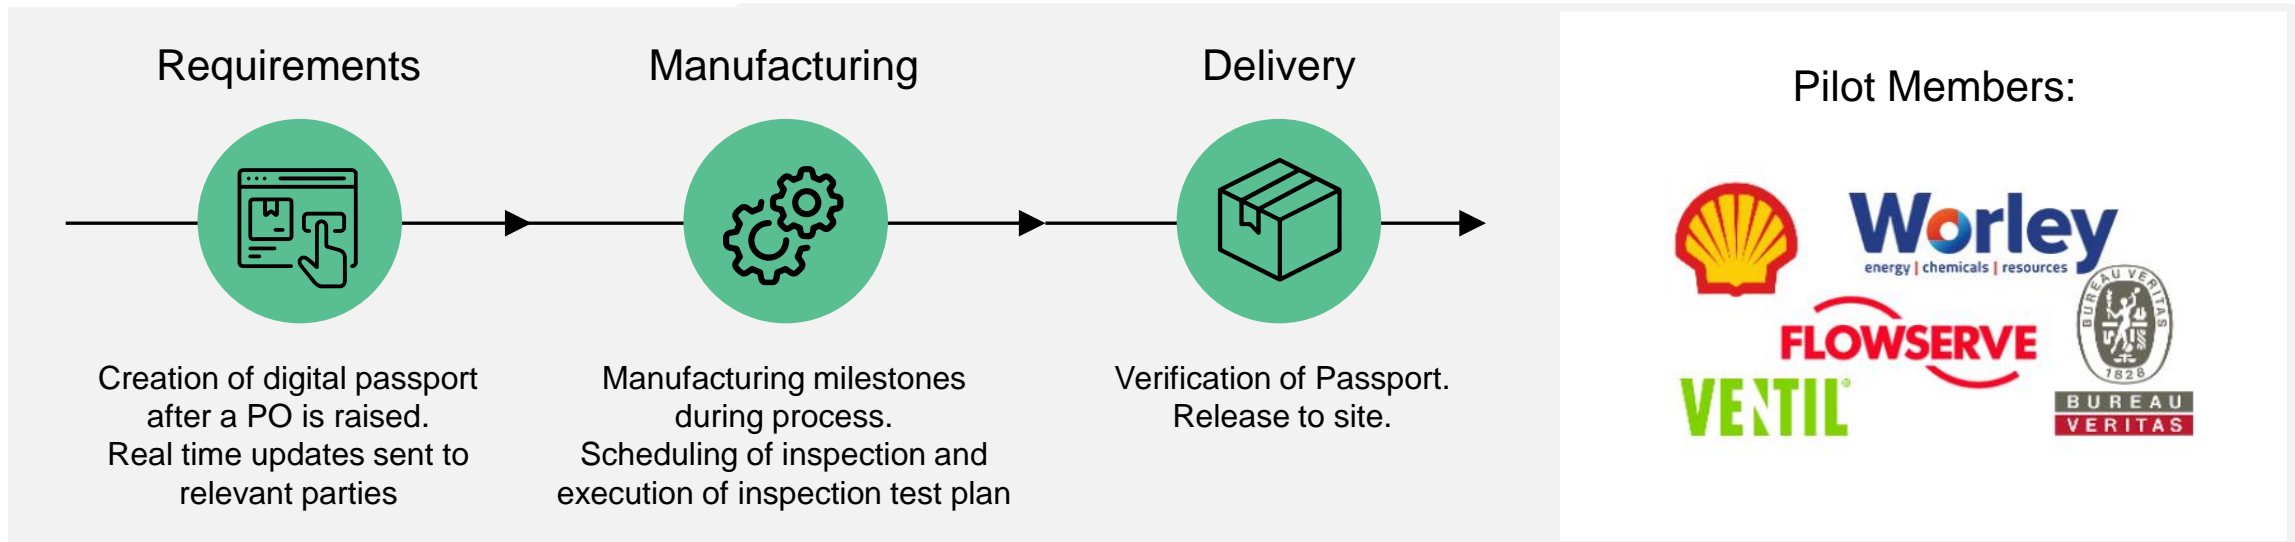 Requirements
Creation of digital passport
after a PO is raised.
Real time updates sent to
relevant parties
Manufacturing
Manufacturing milestones
during process.
Scheduling of inspection and
execution of inspection test plan
Delivery
Verification of Passport.
Release to site.
Pilot Members:
Worley
energy | chemicals | resources
FLOWSERVE
VENTIL®
BUREAU VERITAS
1828
BUREAU
VERITAS